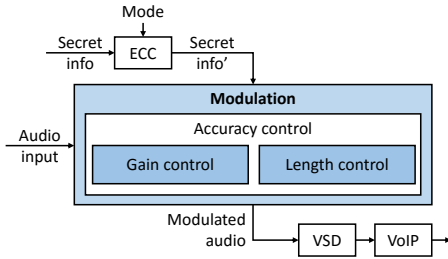 Mode
Secret
info
ECC
Secret
info'
Modulation
Accuracy control
Gain control
Length control
Audio
input
Modulated
audio
VSD
VoIP